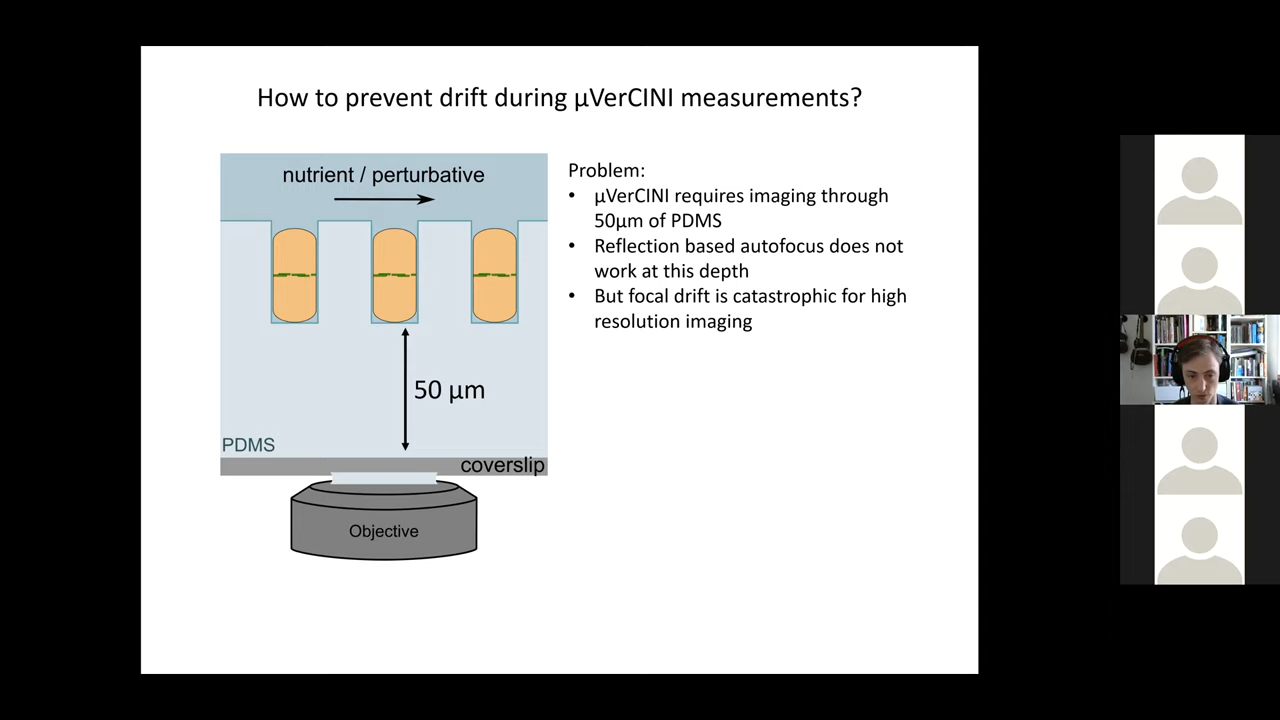 How to prevent drift during µVerCINI measurements?
nutrient / perturbative
50 µm
PDMS
coverslip
Objective
Problem:
• µVerCINI requires imaging through
50µm of PDMS
• Reflection based autofocus does not
work at this depth
• But focal drift is catastrophic for high
resolution imaging